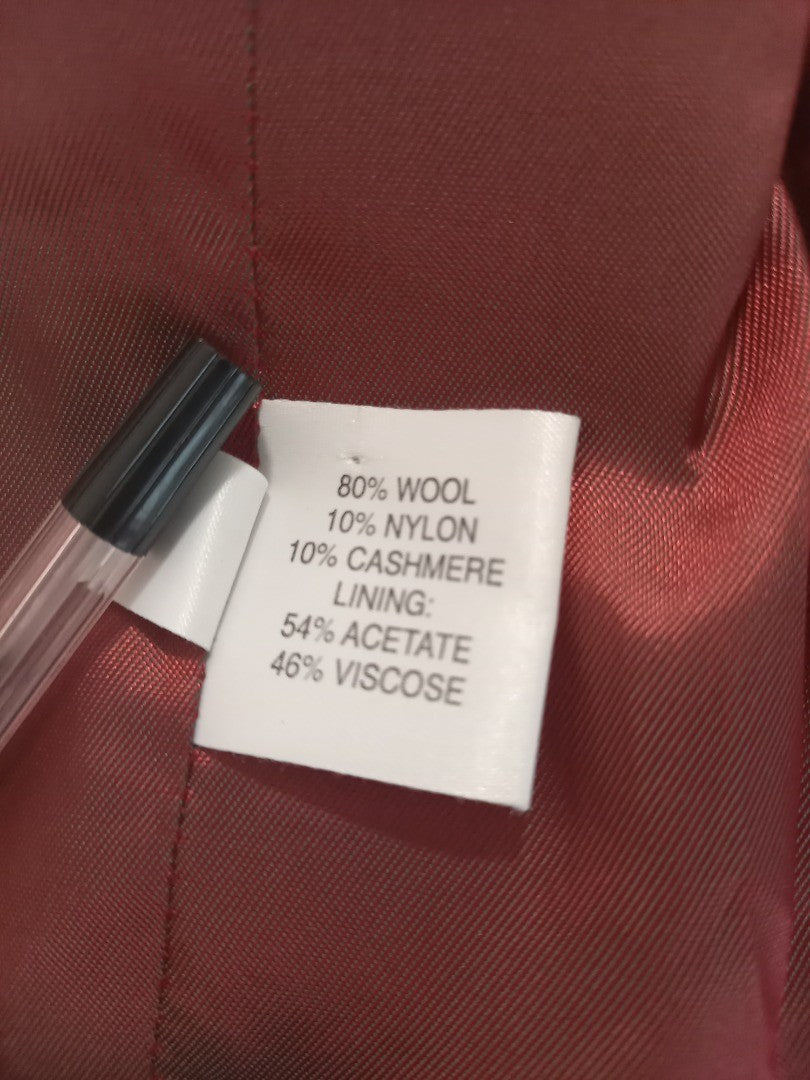 80% WOOL
10% NYLON
10% CASHMERE
LINING:
54% ACETATE
46% VISCOSE